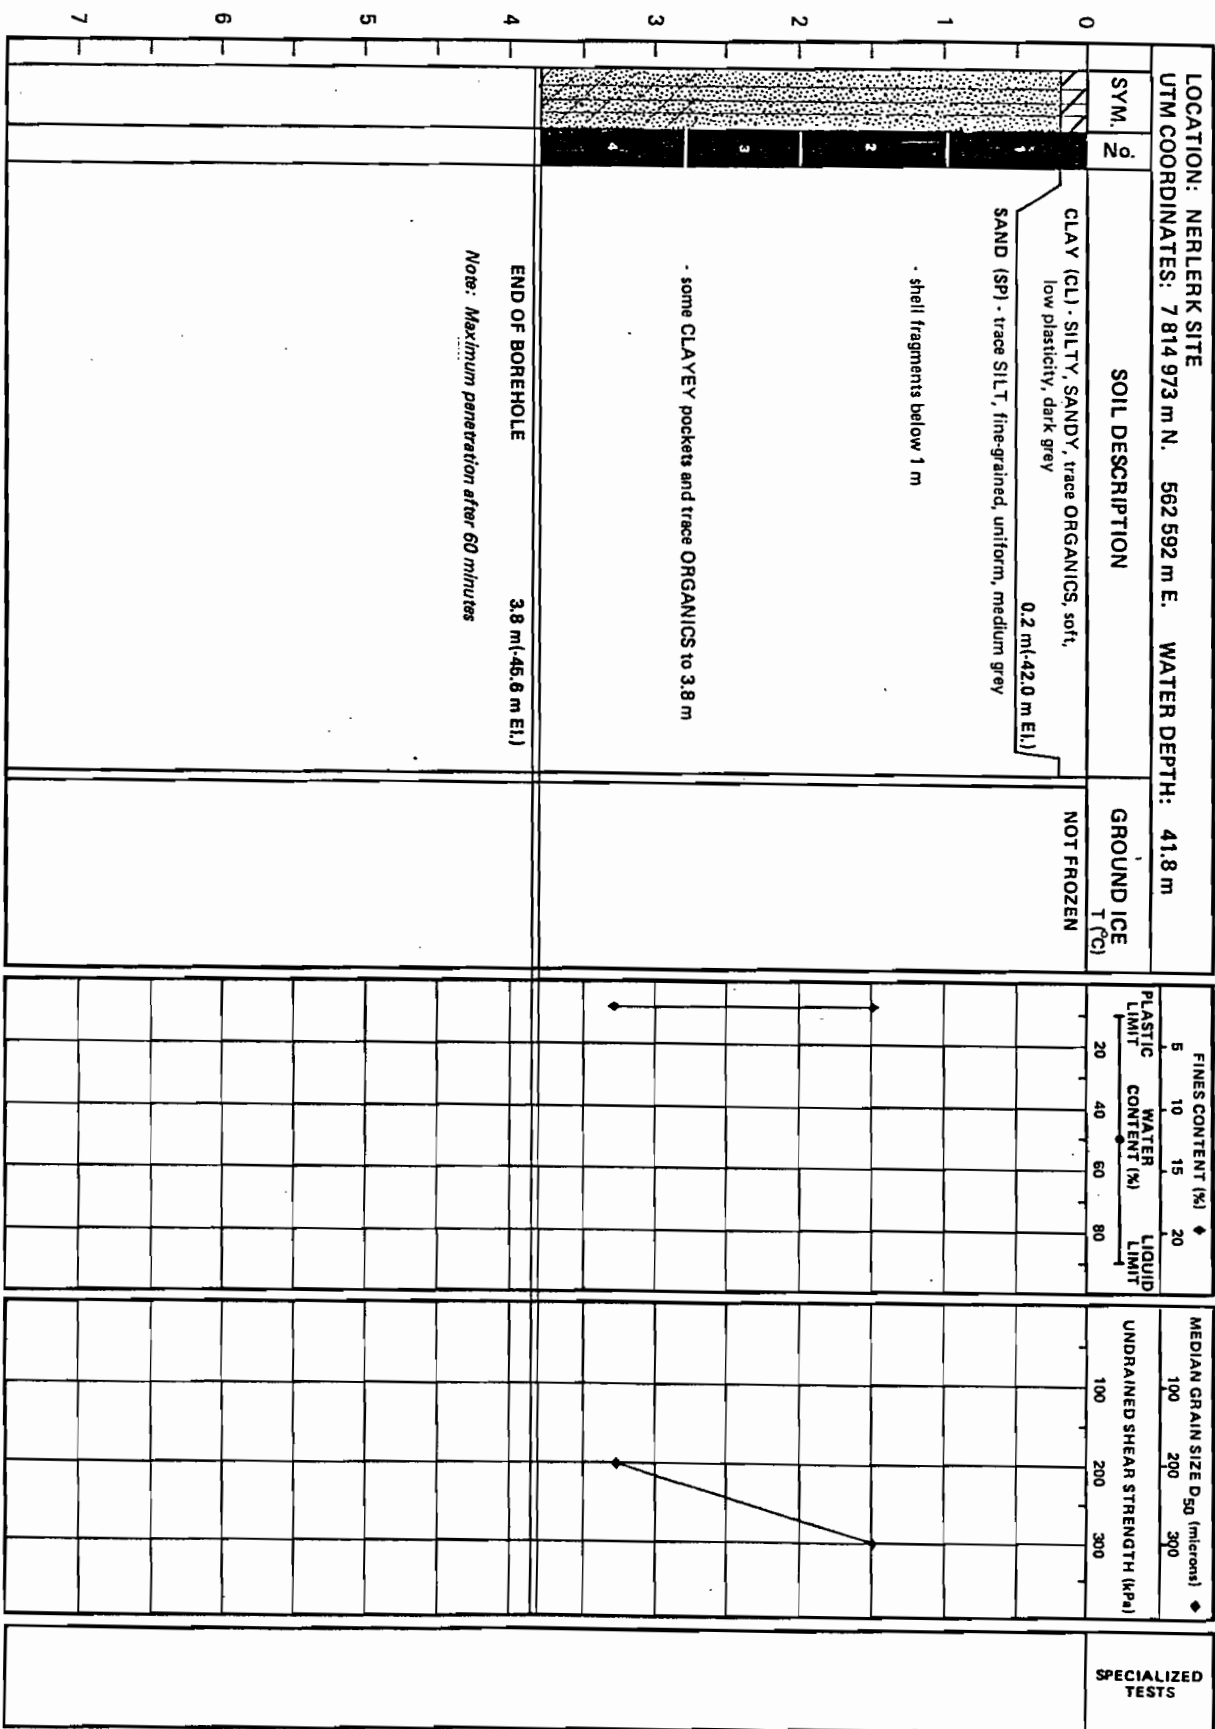 LOCATION: NERLERK SITE
UTM COORDINATES: 7 814 973 m N. 562 592 m E. WATER DEPTH: 41.8 m
SYM.
No.
SOIL DESCRIPTION
GROUND ICE
T (°C)
FINES CONTENT (%) ◆
5 10 15 20
PLASTIC LIMIT
WATER CONTENT (%)
LIQUID LIMIT
20 40 60 80
MEDIAN GRAIN SIZE D50 (microns) ◆
100 200 300
UNDRAINED SHEAR STRENGTH (kPa)
100 200 300
SPECIALIZED
TESTS
0
CLAY (CL) - SILTY, SANDY, trace ORGANICS, soft,
low plasticity, dark grey
NOT FROZEN
0.2 m(-42.0 m El.)
SAND (SP) - trace SILT, fine-grained, uniform, medium grey
1
1
- shell fragments below 1 m
2
2
3
- some CLAYEY pockets and trace ORGANICS to 3.8 m
3
4
END OF BOREHOLE 3.8 m(-45.6 m El.)
4
Note: Maximum penetration after 60 minutes
5
6
7